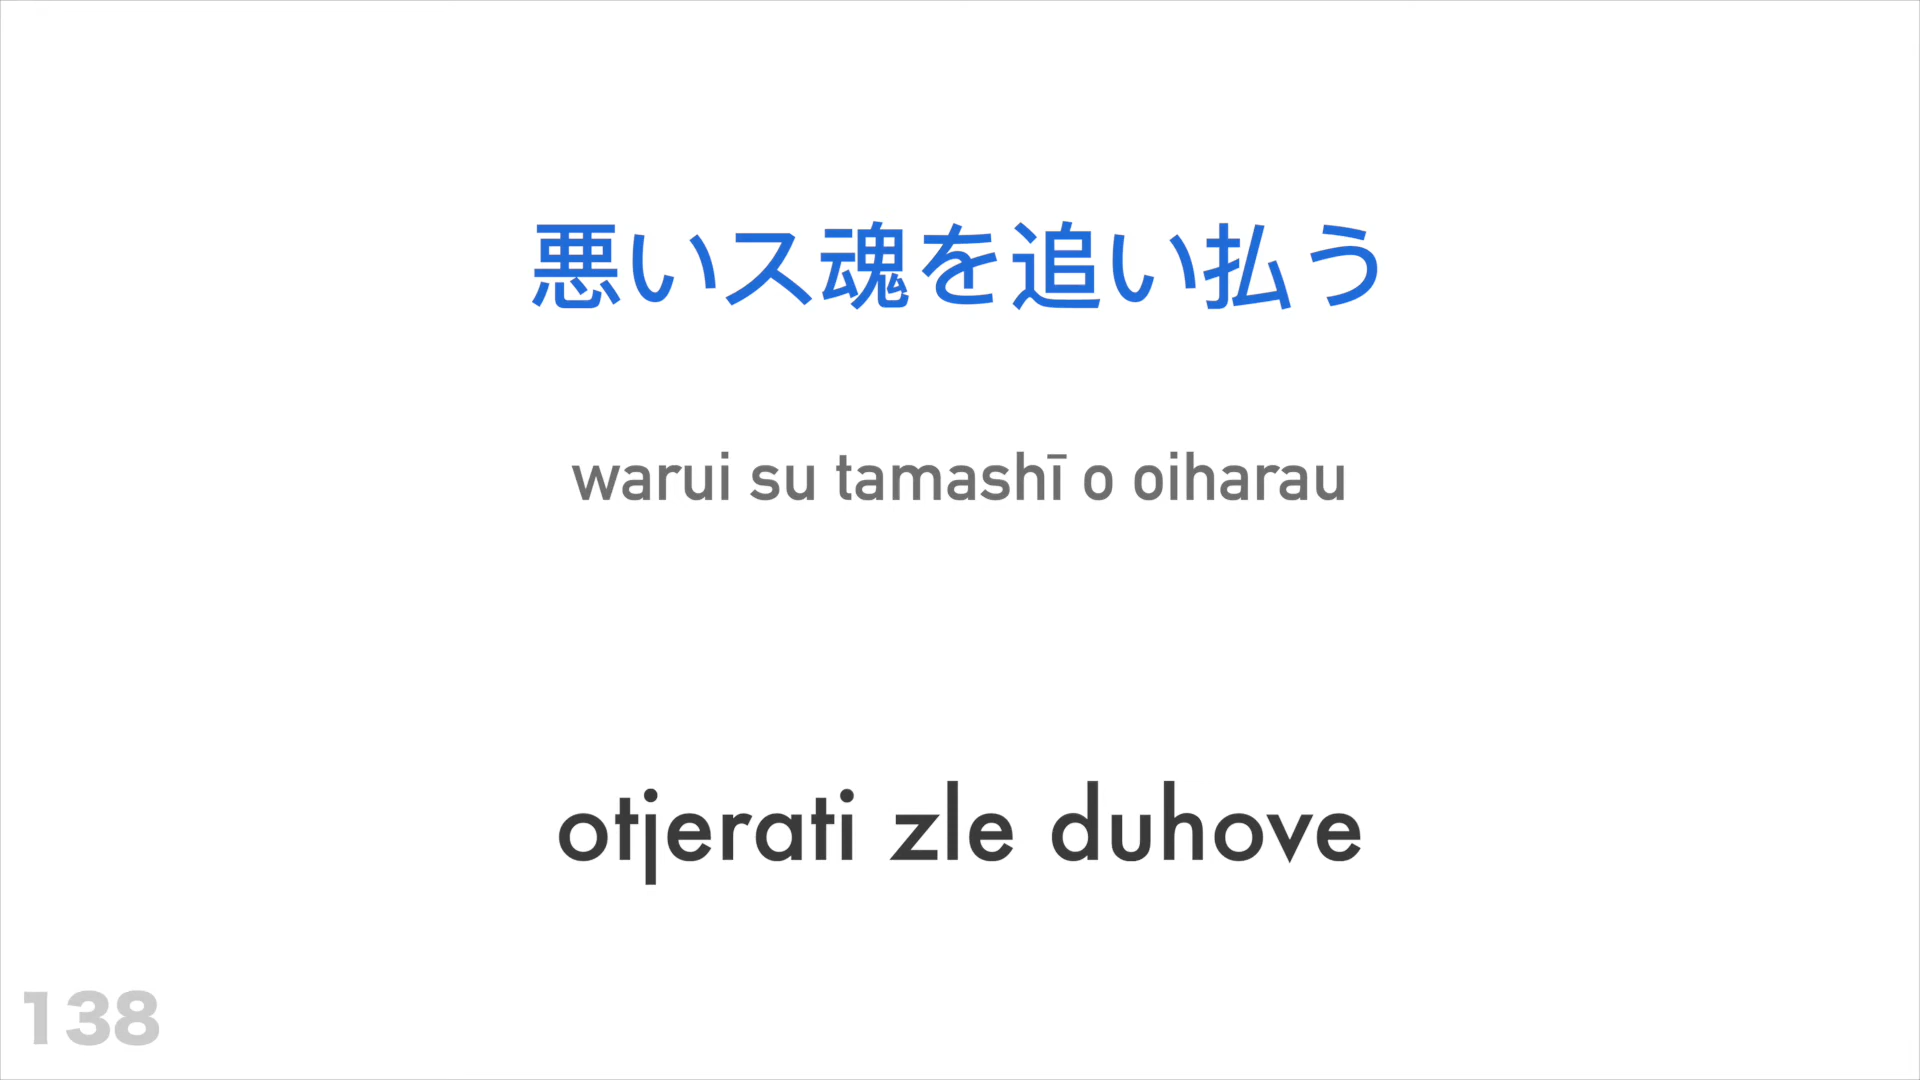 悪いス魂を追い払う
warui su tamashī o oiharau
otjerati zle duhove
138